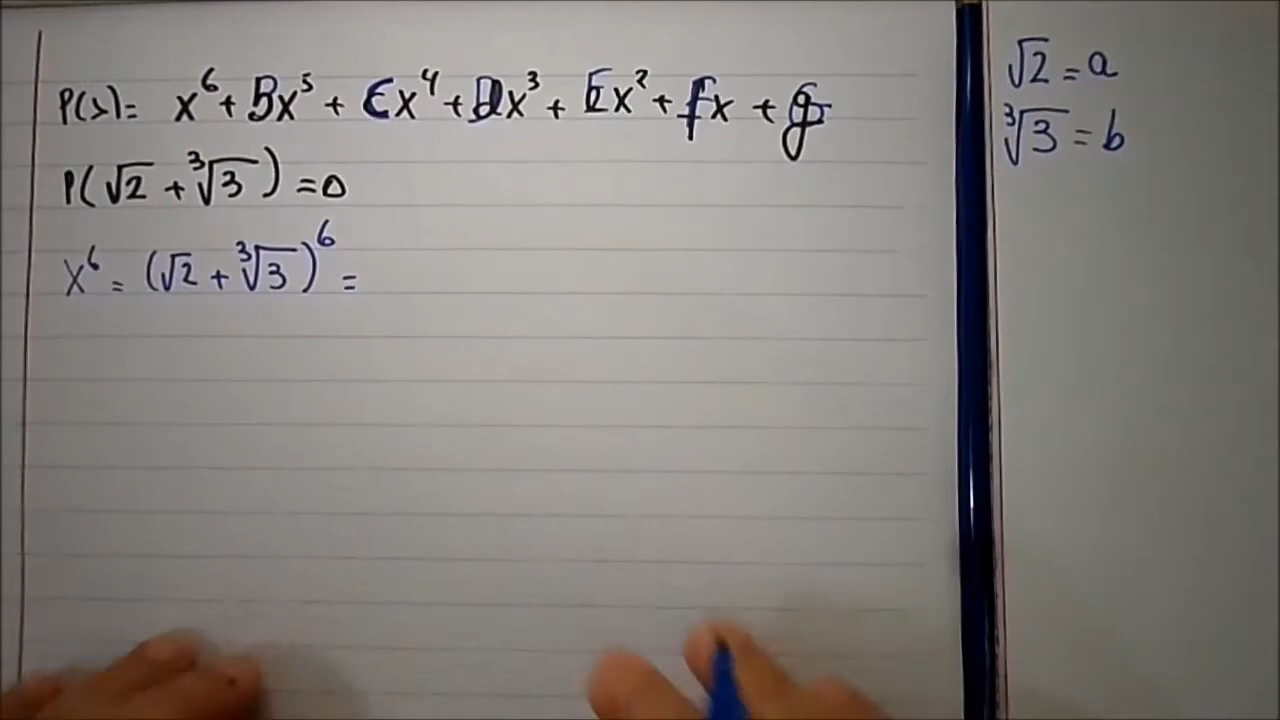 P(x)= x⁶ + Bx⁵ + Cx⁴ + Dx³ + Ex² + fx + g
P(√2 + ∛3) = 0
x⁶ = (√2 + ∛3)⁶ =
√2 = a
∛3 = b